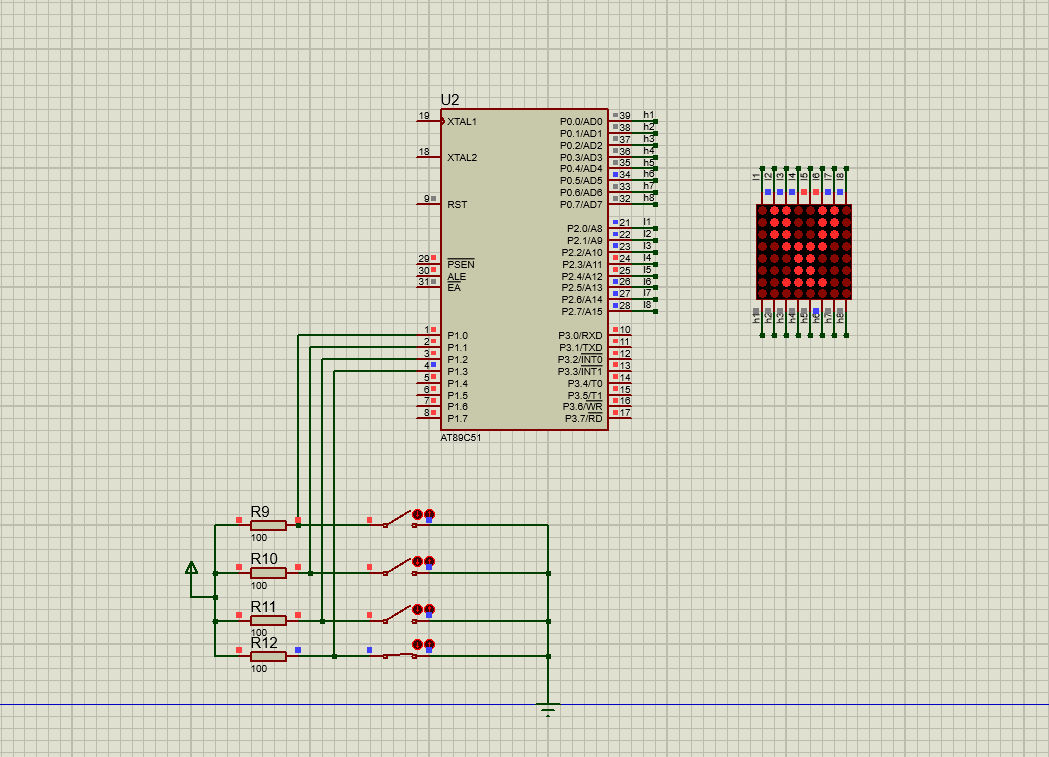 U2
19 XTAL1
18 XTAL2
9 RST
29 PSEN
30 ALE
31 EA
1 P1.0
2 P1.1
3 P1.2
4 P1.3
5 P1.4
6 P1.5
7 P1.6
8 P1.7
P0.0/AD0 39 h1
P0.1/AD1 38 h2
P0.2/AD2 37 h3
P0.3/AD3 36 h4
P0.4/AD4 35 h5
P0.5/AD5 34 h6
P0.6/AD6 33 h7
P0.7/AD7 32 h8
P2.0/A8 21 l1
P2.1/A9 22 l2
P2.2/A10 23 l3
P2.3/A11 24 l4
P2.4/A12 25 l5
P2.5/A13 26 l6
P2.6/A14 27 l7
P2.7/A15 28 l8
P3.0/RXD 10
P3.1/TXD 11
P3.2/INT0 12
P3.3/INT1 13
P3.4/T0 14
P3.5/T1 15
P3.6/WR 16
P3.7/RD 17
AT89C51
l1 l2 l3 l4 l5 l6 l7 l8
h1 h2 h3 h4 h5 h6 h7 h8
R9
100
R10
100
R11
100
R12
100